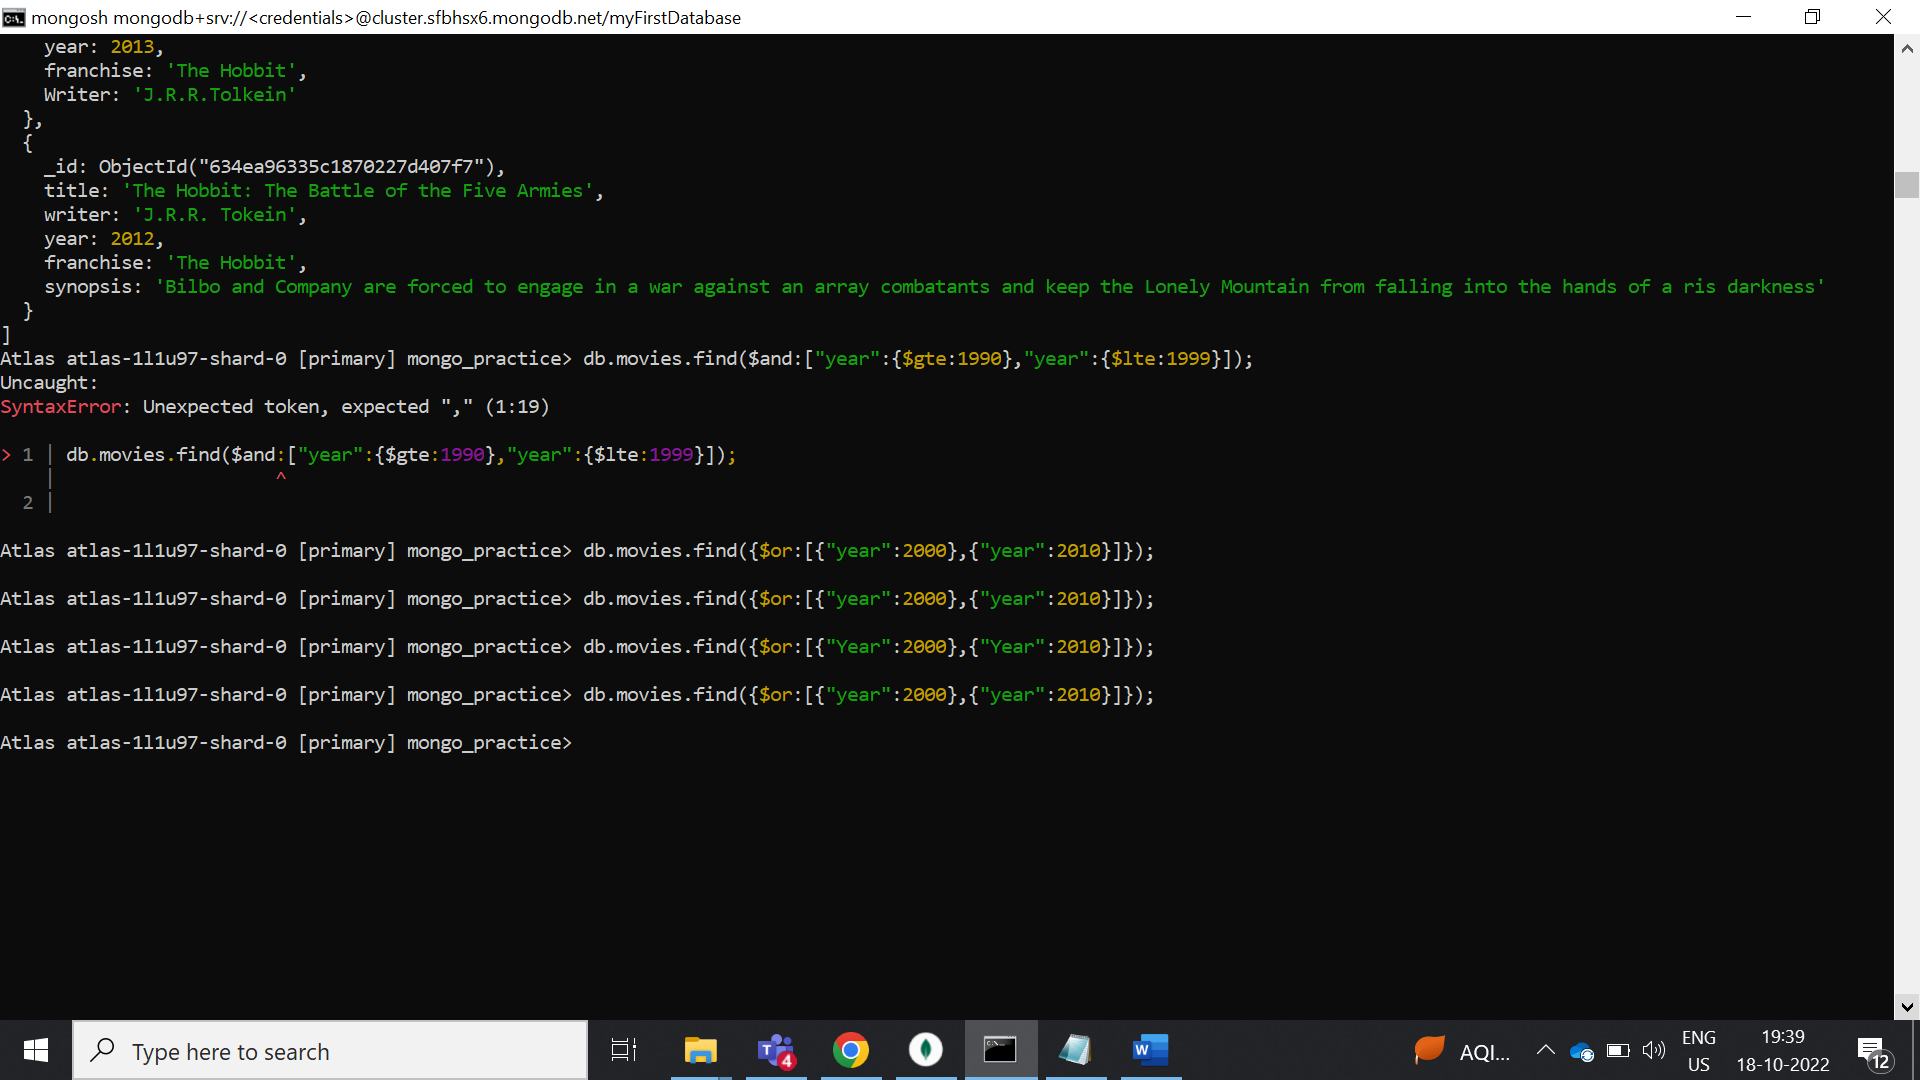 mongosh mongodb+srv://<credentials>@cluster.sfbhsx6.mongodb.net/myFirstDatabase
year: 2013,
franchise: 'The Hobbit',
Writer: 'J.R.R.Tolkein'
},
{
_id: ObjectId("634ea96335c1870227d407f7"),
title: 'The Hobbit: The Battle of the Five Armies',
writer: 'J.R.R. Tokein',
year: 2012,
franchise: 'The Hobbit',
synopsis: 'Bilbo and Company are forced to engage in a war against an array combatants and keep the Lonely Mountain from falling into the hands of a ris darkness'
}
]
Atlas atlas-1l1u97-shard-0 [primary] mongo_practice> db.movies.find($and:["year":{$gte:1990},"year":{$lte:1999}]);
Uncaught:
SyntaxError: Unexpected token, expected "," (1:19)
> 1 | db.movies.find($and:["year":{$gte:1990},"year":{$lte:1999}]);
| ^
2 |
Atlas atlas-1l1u97-shard-0 [primary] mongo_practice> db.movies.find({$or:[{"year":2000},{"year":2010}]});
Atlas atlas-1l1u97-shard-0 [primary] mongo_practice> db.movies.find({$or:[{"year":2000},{"year":2010}]});
Atlas atlas-1l1u97-shard-0 [primary] mongo_practice> db.movies.find({$or:[{"Year":2000},{"Year":2010}]});
Atlas atlas-1l1u97-shard-0 [primary] mongo_practice> db.movies.find({$or:[{"year":2000},{"year":2010}]});
Atlas atlas-1l1u97-shard-0 [primary] mongo_practice>
Type here to search
4
AQI...
ENG
US
19:39
18-10-2022
12